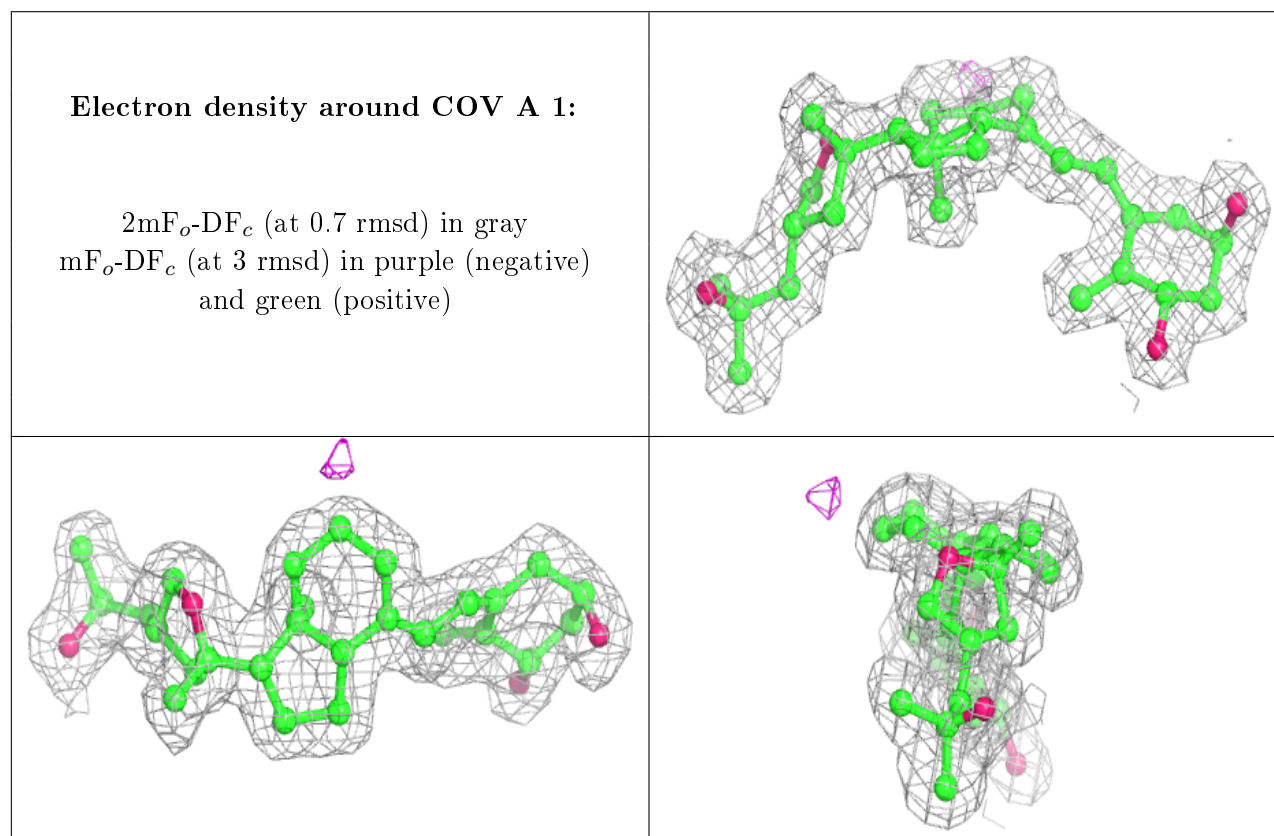 Electron density around COV A 1:
2mFₒ-DF𝒸 (at 0.7 rmsd) in gray
mFₒ-DF𝒸 (at 3 rmsd) in purple (negative)
and green (positive)